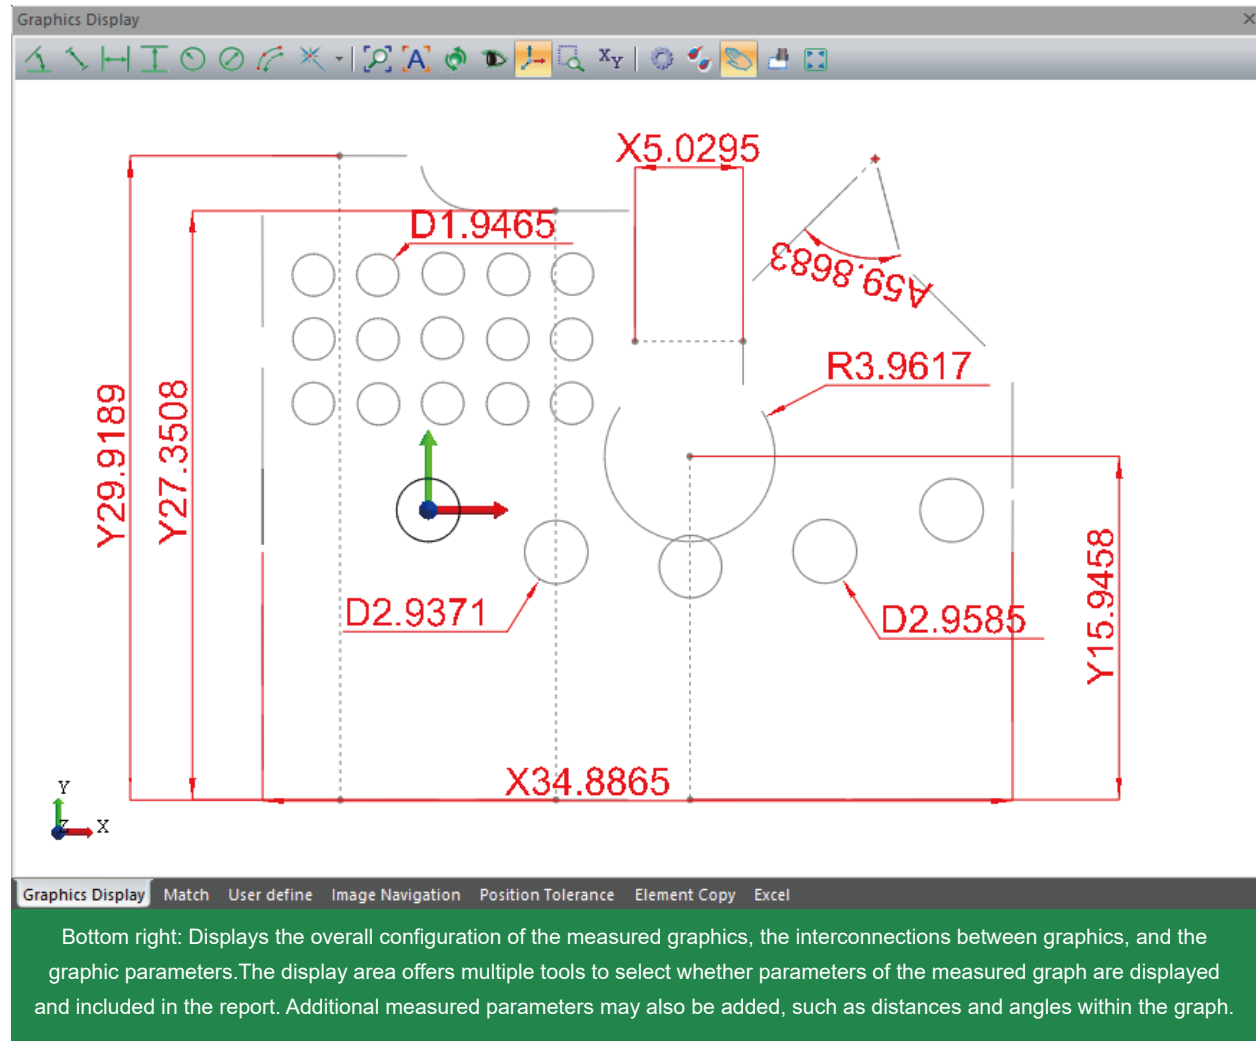 Graphics Display
X5.0295
D1.9465
A59.8683
R3.9617
Y29.9189
Y27.3508
D2.9371
D2.9585
Y15.9458
X34.8865
Y
Z
X
Graphics Display Match User define Image Navigation Position Tolerance Element Copy Excel
Bottom right: Displays the overall configuration of the measured graphics, the interconnections between graphics, and the
graphic parameters.The display area offers multiple tools to select whether parameters of the measured graph are displayed
and included in the report. Additional measured parameters may also be added, such as distances and angles within the graph.